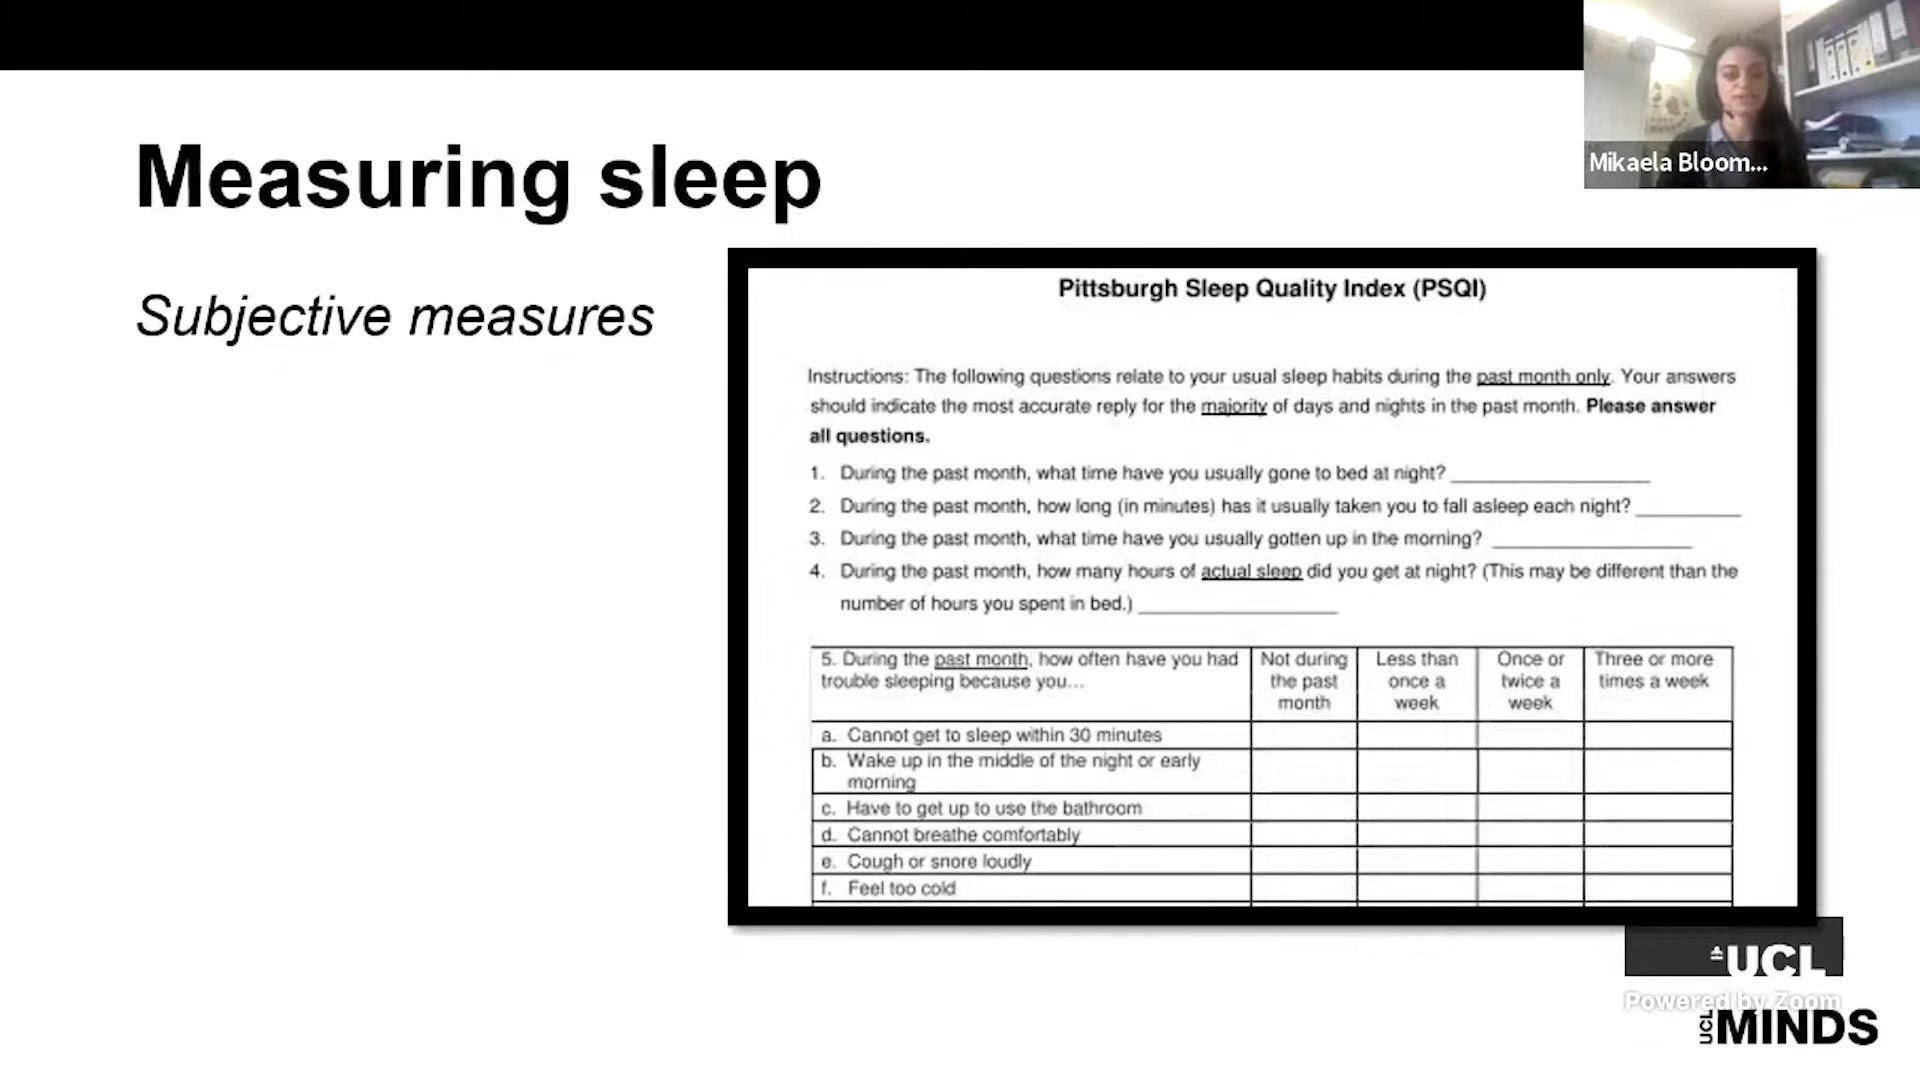 Mikaela Bloom...
Measuring sleep
Subjective measures
Pittsburgh Sleep Quality Index (PSQI)
Instructions: The following questions relate to your usual sleep habits during the past month only. Your answers
should indicate the most accurate reply for the majority of days and nights in the past month. Please answer
all questions.
1. During the past month, what time have you usually gone to bed at night? ____________________
2. During the past month, how long (in minutes) has it usually taken you to fall asleep each night? ___________
3. During the past month, what time have you usually gotten up in the morning? ____________________
4. During the past month, how many hours of actual sleep did you get at night? (This may be different than the
number of hours you spent in bed.) ____________________
5. During the past month, how often have you had
trouble sleeping because you...
Not during
the past
month
Less than
once a
week
Once or
twice a
week
Three or more
times a week
a. Cannot get to sleep within 30 minutes
b. Wake up in the middle of the night or early
morning
c. Have to get up to use the bathroom
d. Cannot breathe comfortably
e. Cough or snore loudly
f. Feel too cold
UCL
Powered by Zoom
UCL MINDS